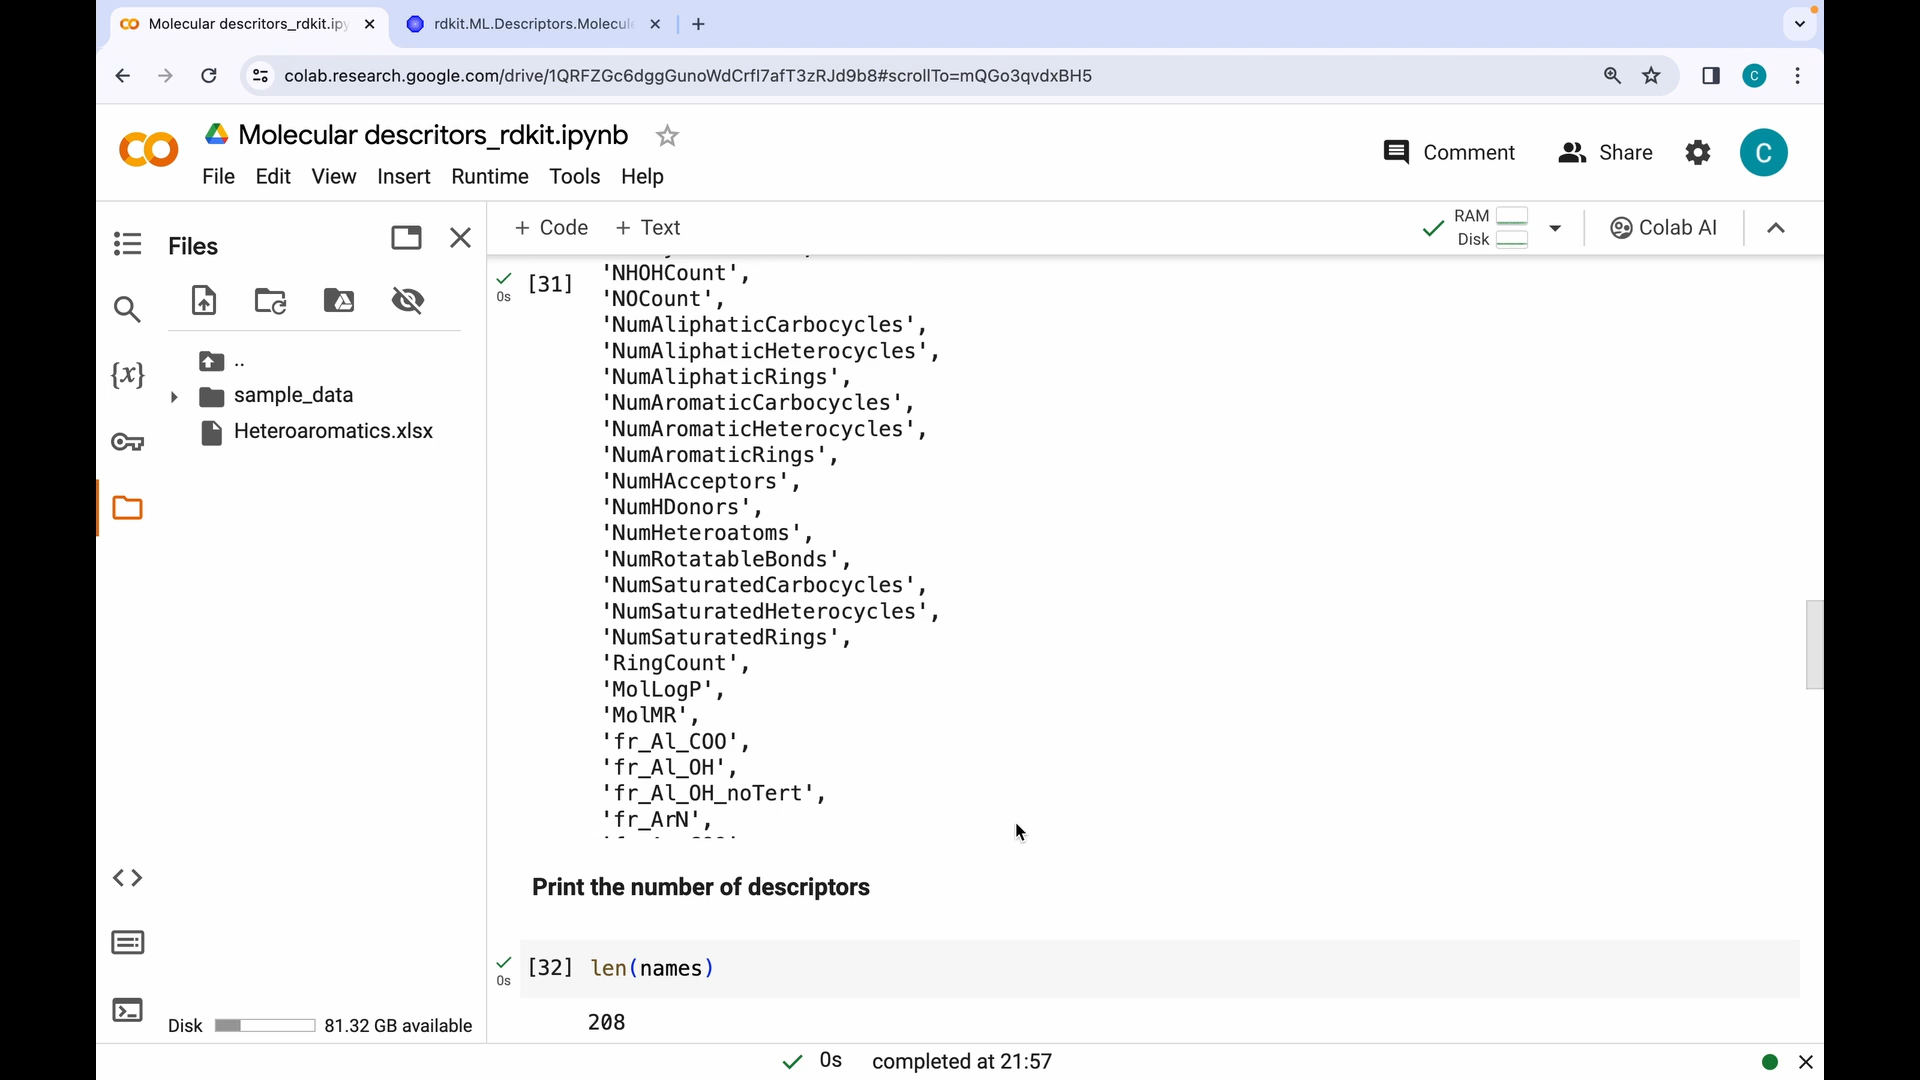 Molecular descritors_rdkit.ipy
rdkit.ML.Descriptors.Molecul
colab.research.google.com/drive/1QRFZGc6dggGunoWdCrfl7afT3zRJd9b8#scrollTo=mQGo3qvdxBH5
C
CO
Molecular descritors_rdkit.ipynb
Comment
Share
C
File Edit View Insert Runtime Tools Help
Files
+ Code + Text
RAM
Disk
Colab AI
..
sample_data
Heteroaromatics.xlsx
{x}
[31]
0s
'NHOHCount',
'NOCount',
'NumAliphaticCarbocycles',
'NumAliphaticHeterocycles',
'NumAliphaticRings',
'NumAromaticCarbocycles',
'NumAromaticHeterocycles',
'NumAromaticRings',
'NumHAcceptors',
'NumHDonors',
'NumHeteroatoms',
'NumRotatableBonds',
'NumSaturatedCarbocycles',
'NumSaturatedHeterocycles',
'NumSaturatedRings',
'RingCount',
'MolLogP',
'MolMR',
'fr_Al_COO',
'fr_Al_OH',
'fr_Al_OH_noTert',
'fr_ArN',
Print the number of descriptors
[32] len(names)
0s
208
Disk 81.32 GB available
0s completed at 21:57